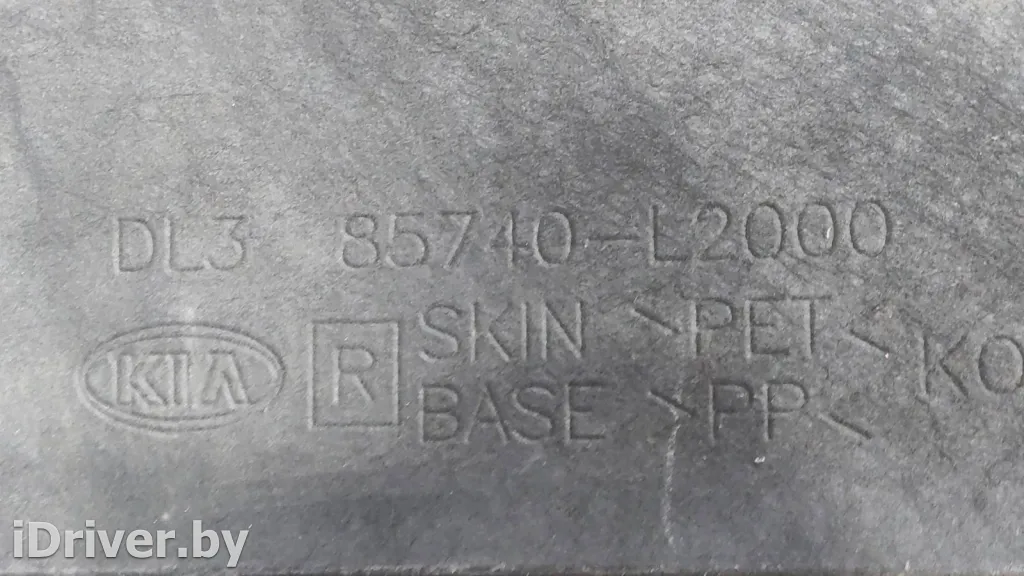 DL3 85740-L2000
KIA R SKIN >PET<
BASE >PP< KO
iDriver.by